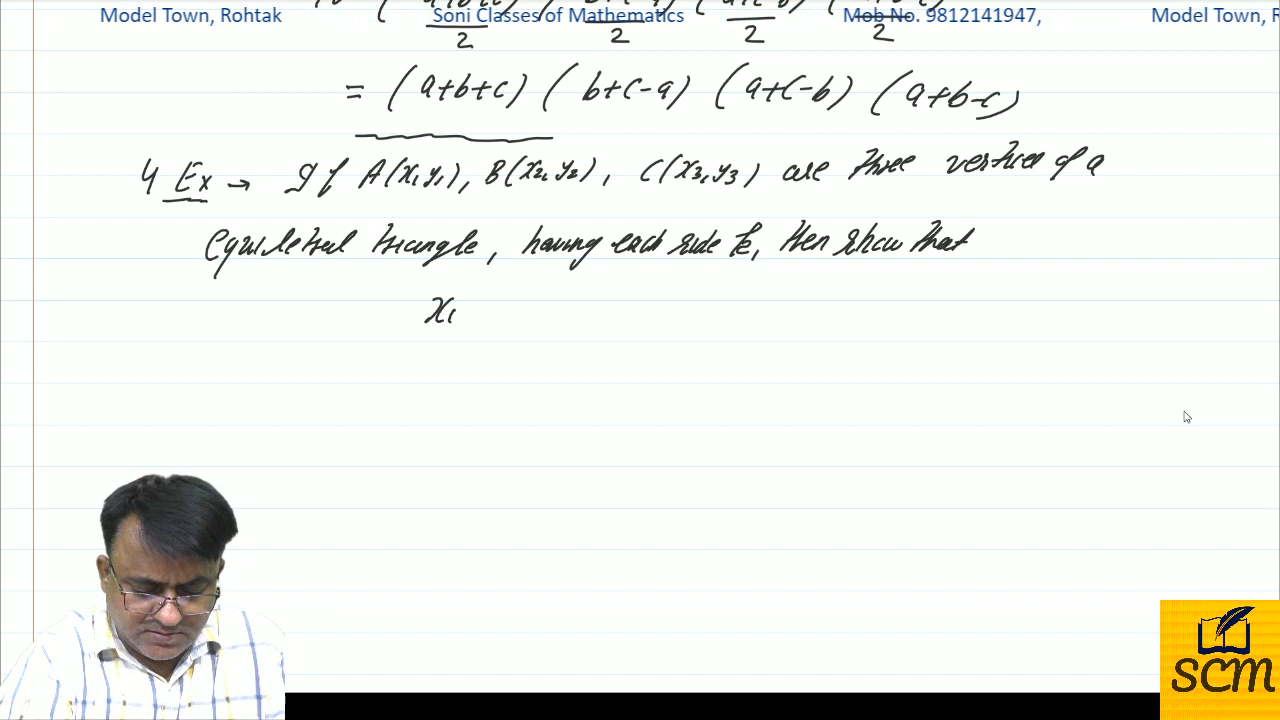 Model Town, Rohtak Soni Classes of Mathematics Mob No. 9812141947, Model Town, R
2 2 2 2
= (a+b+c) (b+c-a) (a+c-b) (a+b-c)
4 Ex → If A(x1,y1), B(x2,y2), C(x3,y3) are three vertices of a
Equilateral triangle, having each side k, then show that
x1
SCM